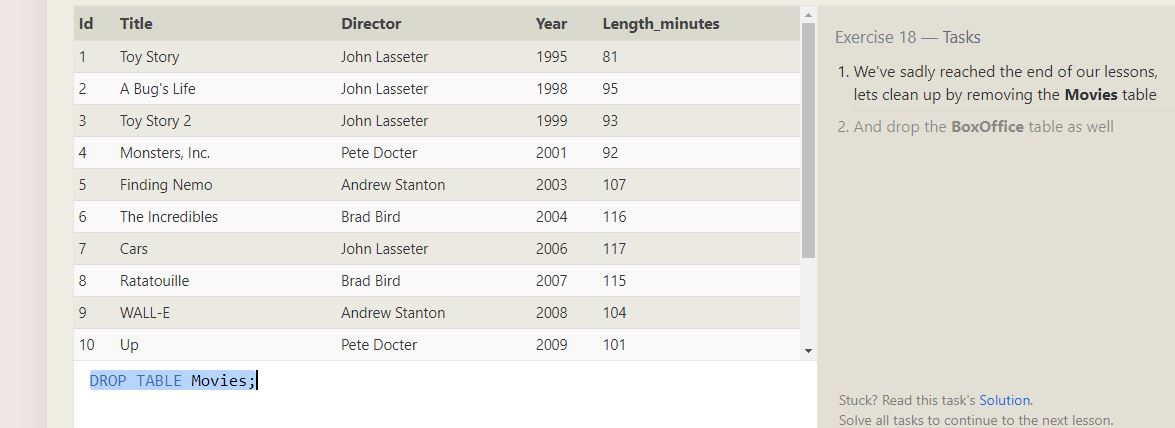 Id Title Director Year Length_minutes
1 Toy Story John Lasseter 1995 81
2 A Bug's Life John Lasseter 1998 95
3 Toy Story 2 John Lasseter 1999 93
4 Monsters, Inc. Pete Docter 2001 92
5 Finding Nemo Andrew Stanton 2003 107
6 The Incredibles Brad Bird 2004 116
7 Cars John Lasseter 2006 117
8 Ratatouille Brad Bird 2007 115
9 WALL-E Andrew Stanton 2008 104
10 Up Pete Docter 2009 101
DROP TABLE Movies;
Exercise 18 — Tasks
1. We've sadly reached the end of our lessons,
lets clean up by removing the Movies table
2. And drop the BoxOffice table as well
Stuck? Read this task's Solution.
Solve all tasks to continue to the next lesson.